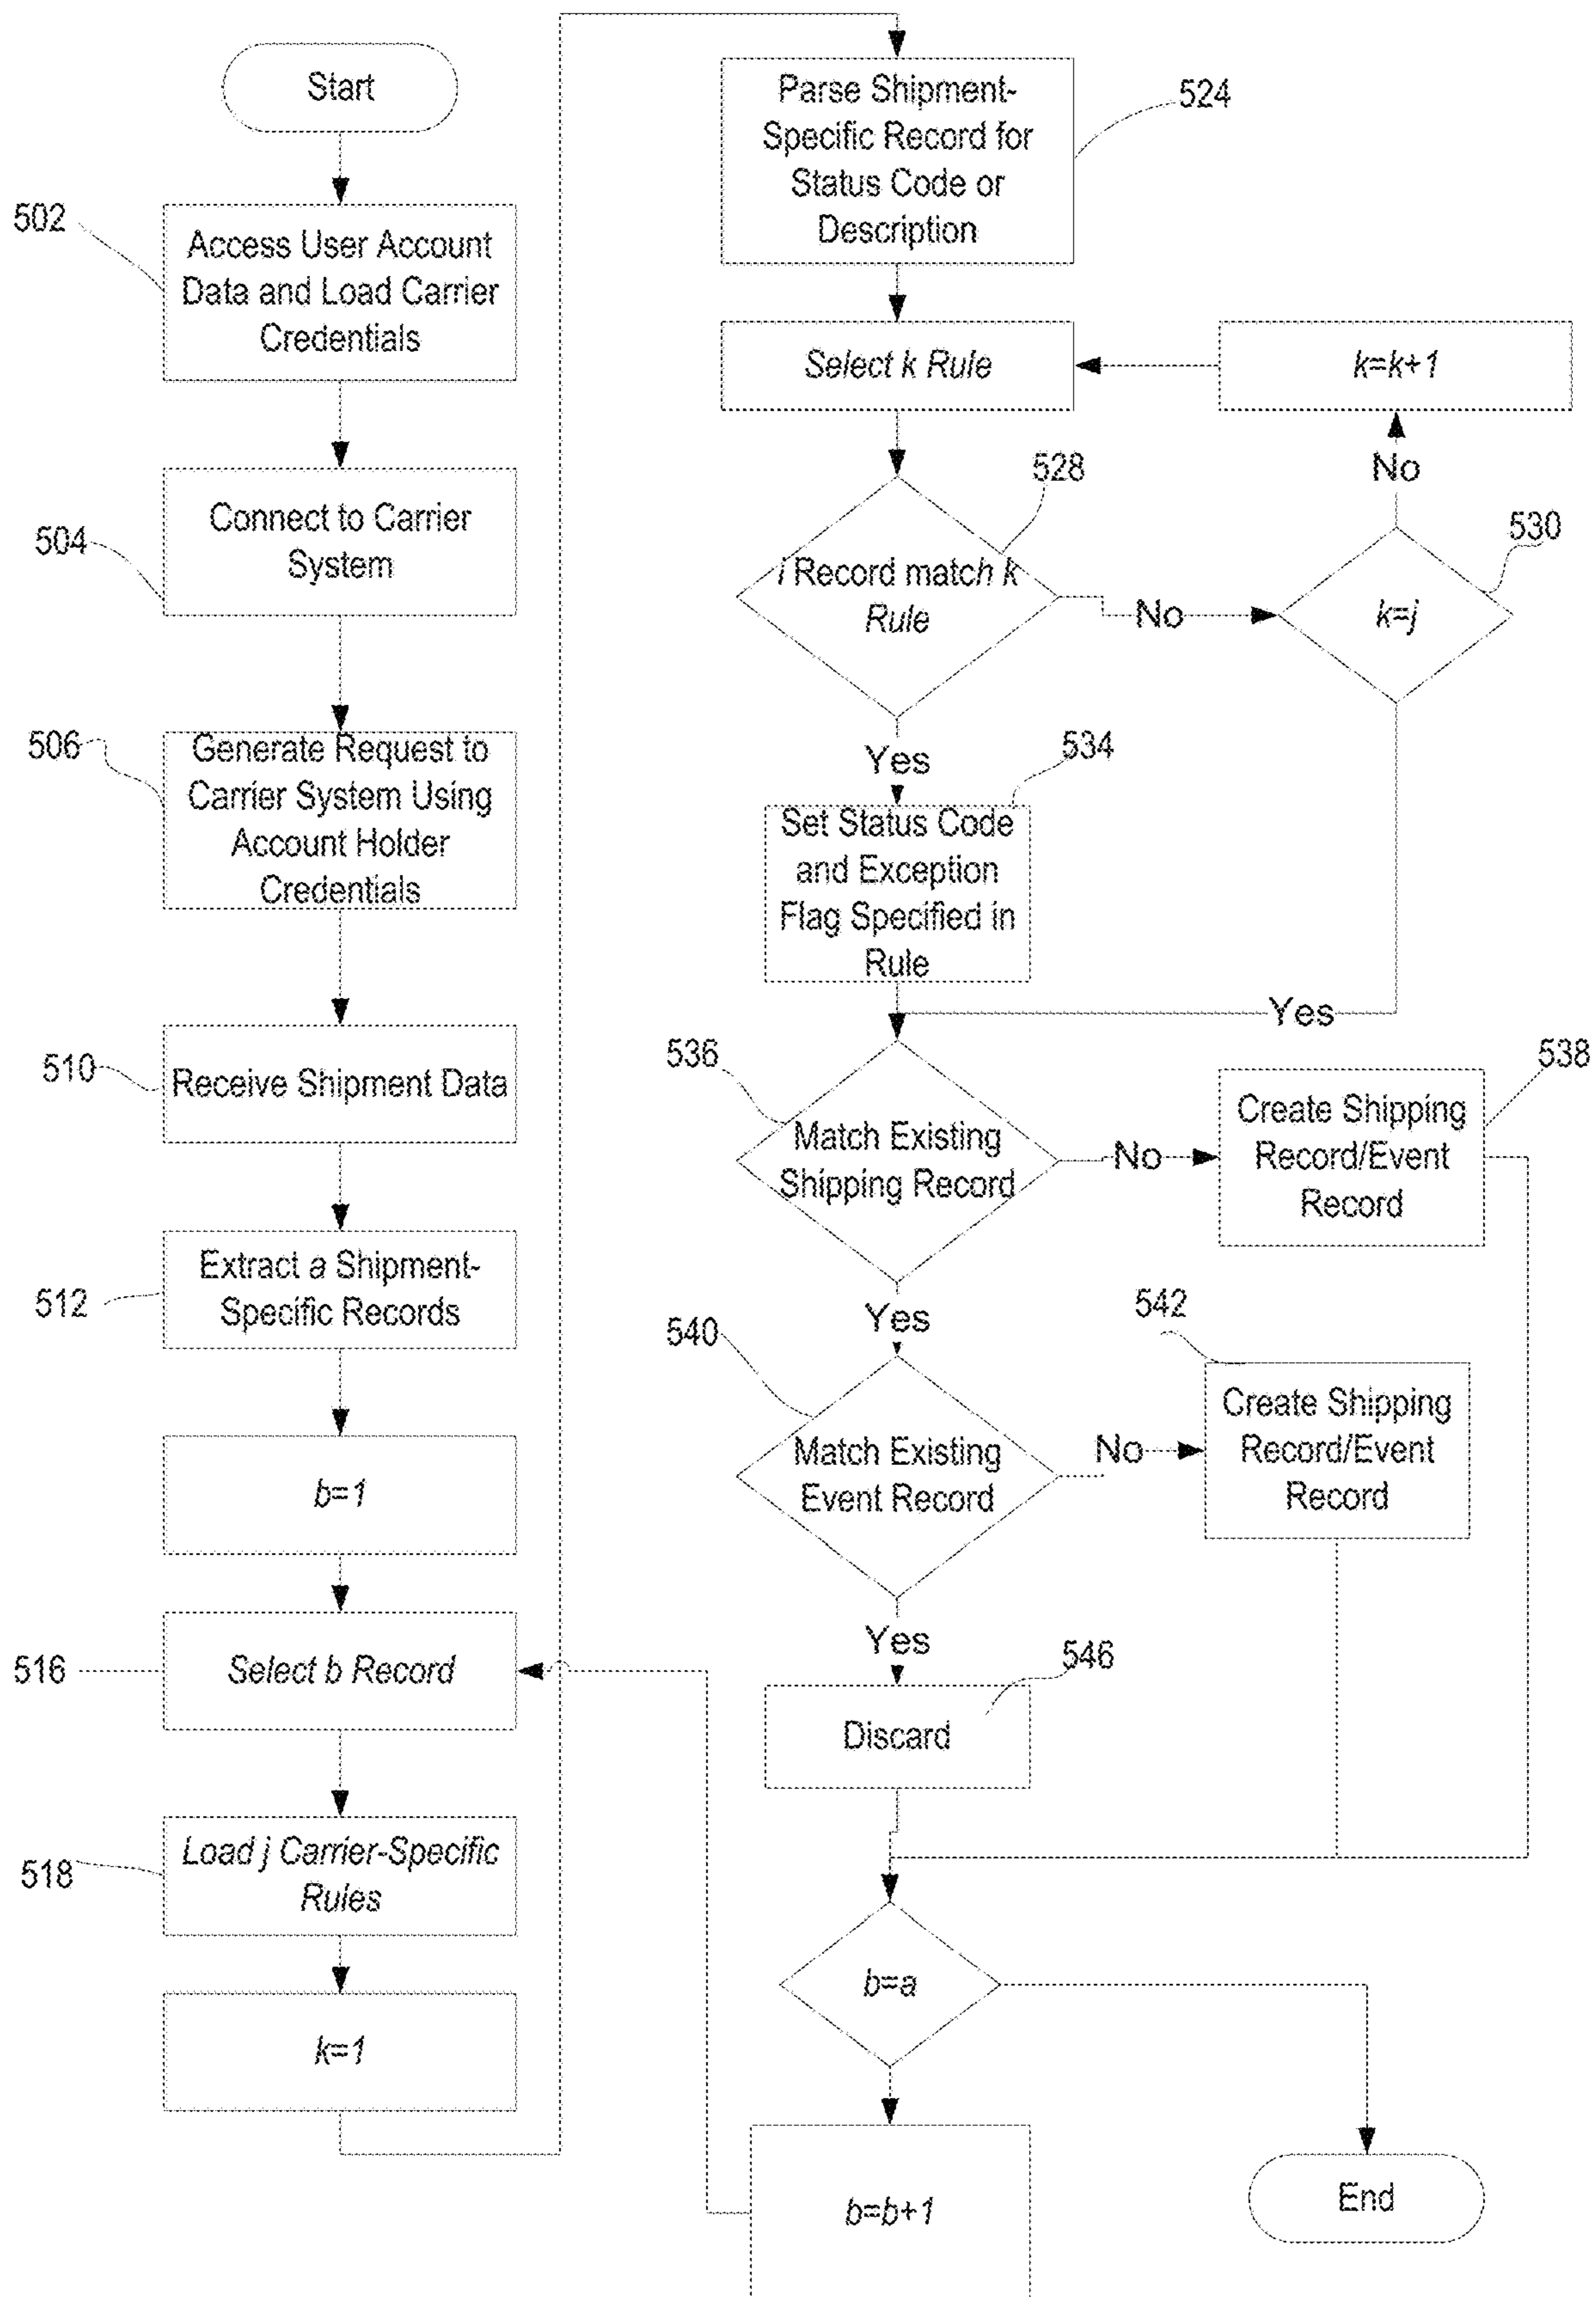 Start
502
Access User Account
Data and Load Carrier
Credentials
504
Connect to Carrier
System
506
Generate Request to
Carrier System Using
Account Holder
Credentials
510
Receive Shipment Data
512
Extract a Shipment-
Specific Records
b=1
516
Select b Record
518
Load j Carrier-Specific
Rules
k=1
Parse Shipment-
Specific Record for
Status Code or
Description
524
Select k Rule
k=k+1
No
528
i Record match k
Rule
No
530
k=j
Yes
534
Set Status Code
and Exception
Flag Specified in
Rule
Yes
536
Match Existing
Shipping Record
No
538
Create Shipping
Record/Event
Record
Yes
540
Match Existing
Event Record
No
542
Create Shipping
Record/Event
Record
Yes
546
Discard
b=a
b=b+1
End